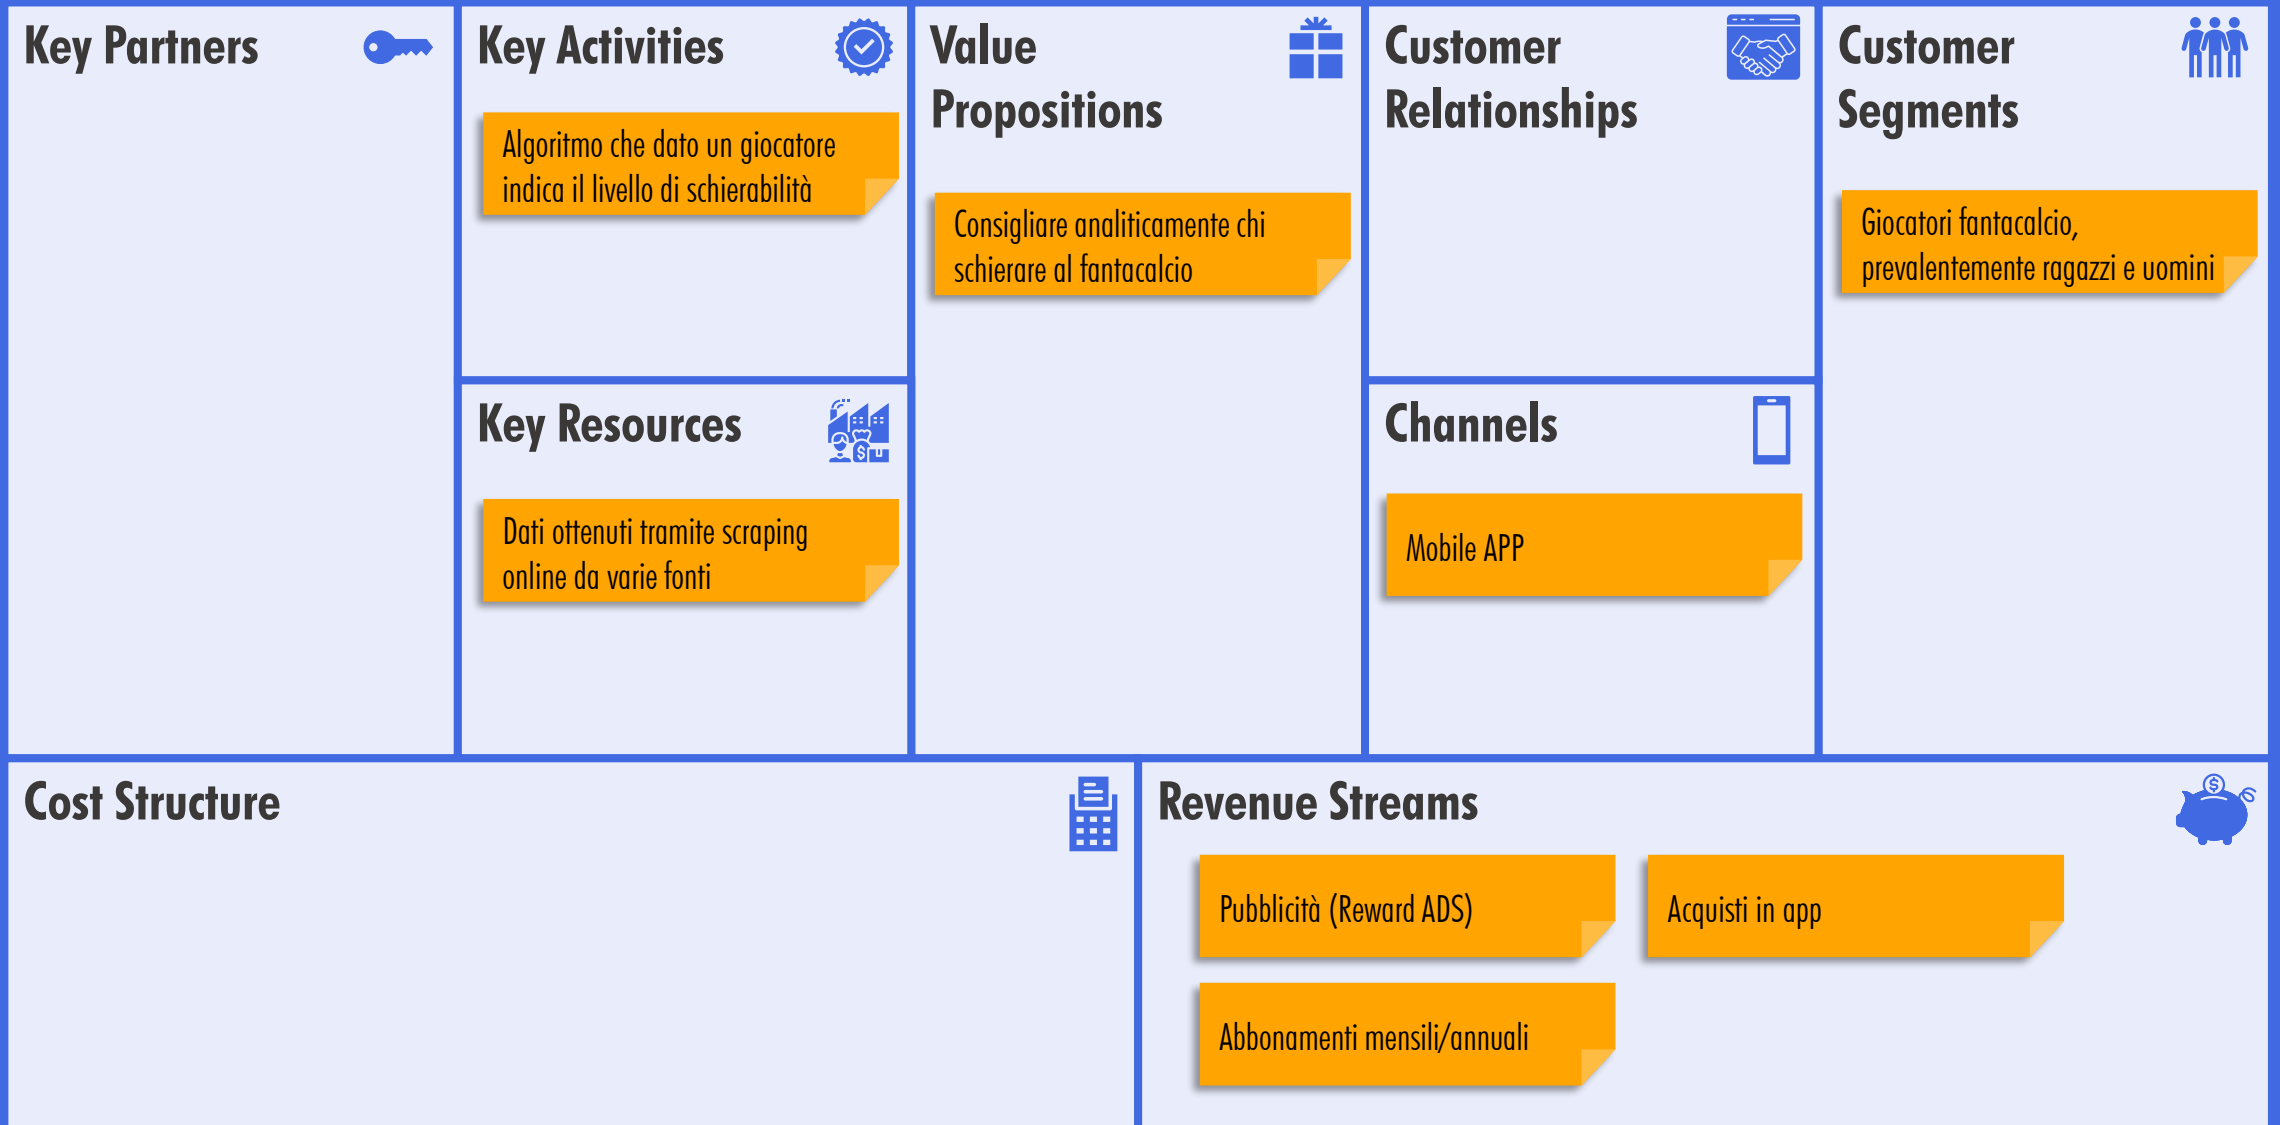 Key Partners
Key Activities
Algoritmo che dato un giocatore
indica il livello di schierabilità
Key Resources
Dati ottenuti tramite scraping
online da varie fonti
Value
Propositions
Consigliare analiticamente chi
schierare al fantacalcio
Customer
Relationships
Channels
Mobile APP
Customer
Segments
Giocatori fantacalcio,
prevalentemente ragazzi e uomini
Cost Structure
Revenue Streams
Pubblicità (Reward ADS)
Acquisti in app
Abbonamenti mensili/annuali